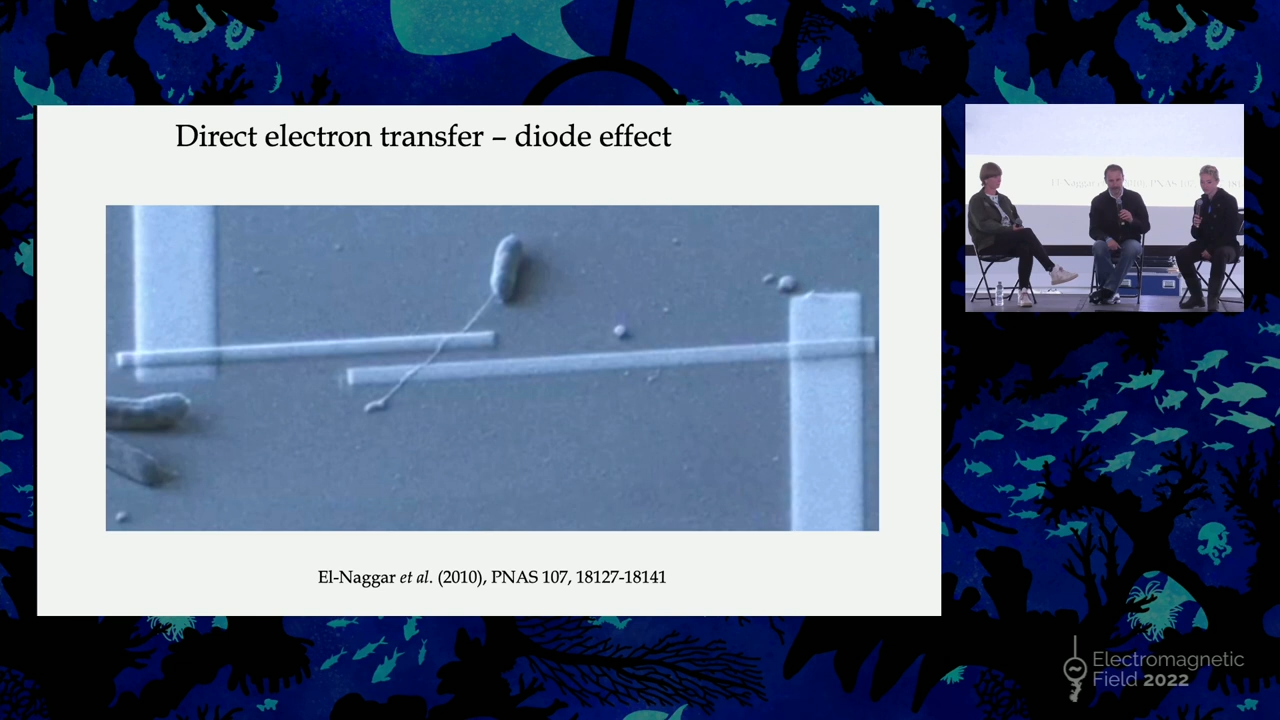 Direct electron transfer – diode effect
El-Naggar et al. (2010), PNAS 107, 18127-18141
Electromagnetic
Field 2022